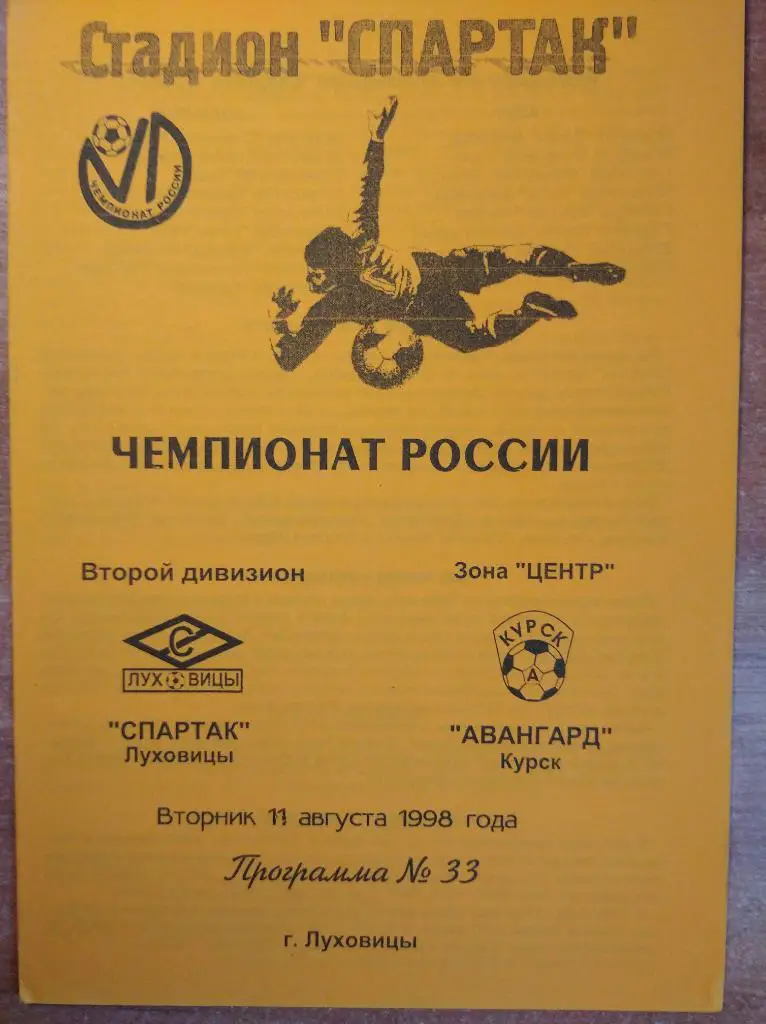 Стадион "СПАРТАК"
VII
ЧЕМПИОНАТ РОССИИ
ЧЕМПИОНАТ РОССИИ
Второй дивизион Зона "ЦЕНТР"
С
ЛУХОВИЦЫ
КУРСК
А
"СПАРТАК" "АВАНГАРД"
Луховицы Курск
Вторник 11 августа 1998 года
Программа № 33
г. Луховицы